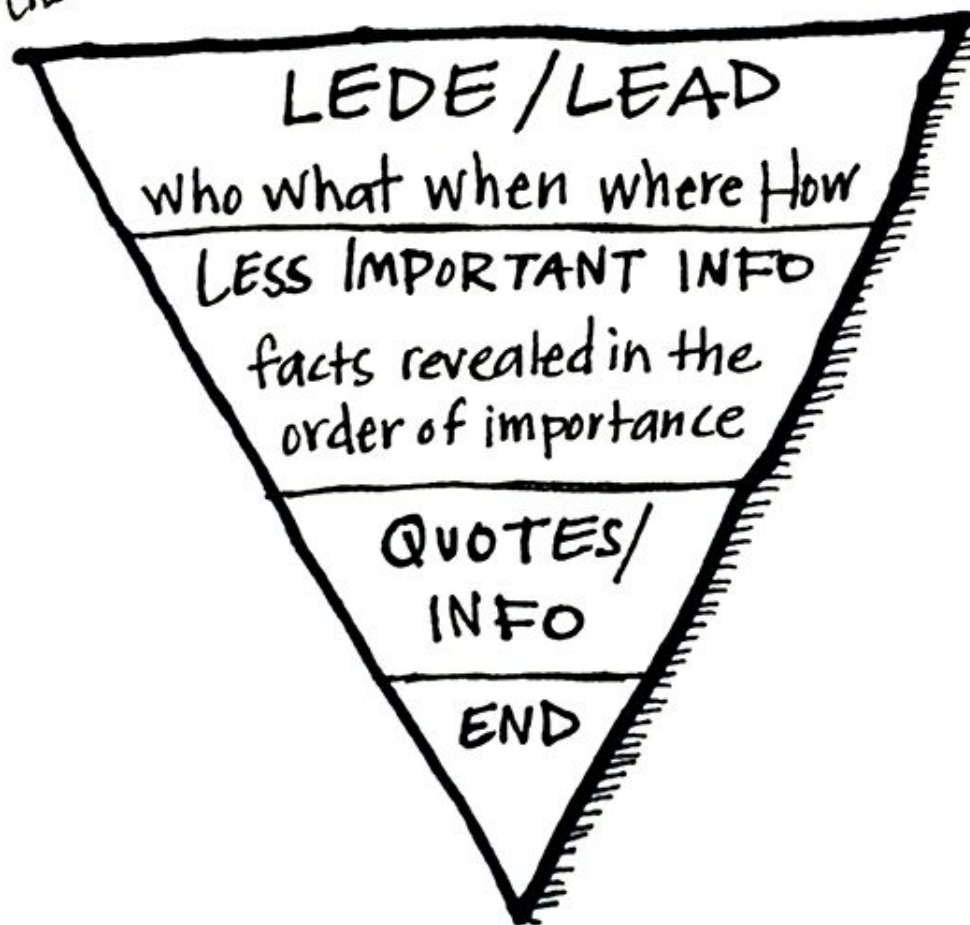 LEDE / LEAD
who what when where How
LESS IMPORTANT INFO
facts revealed in the
order of importance
QUOTES/
INFO
END